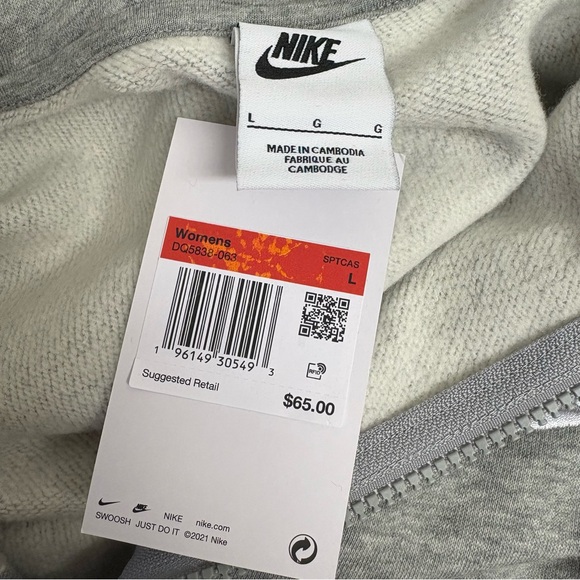 NIKE
L G G
MADE IN CAMBODIA
FABRIQUE AU
CAMBODGE
Womens
DQ5838-063
SPTCAS
L
1 96149 30549 3
RFID
Suggested Retail
$65.00
NIKE nike.com
SWOOSH JUST DO IT ©2021 Nike